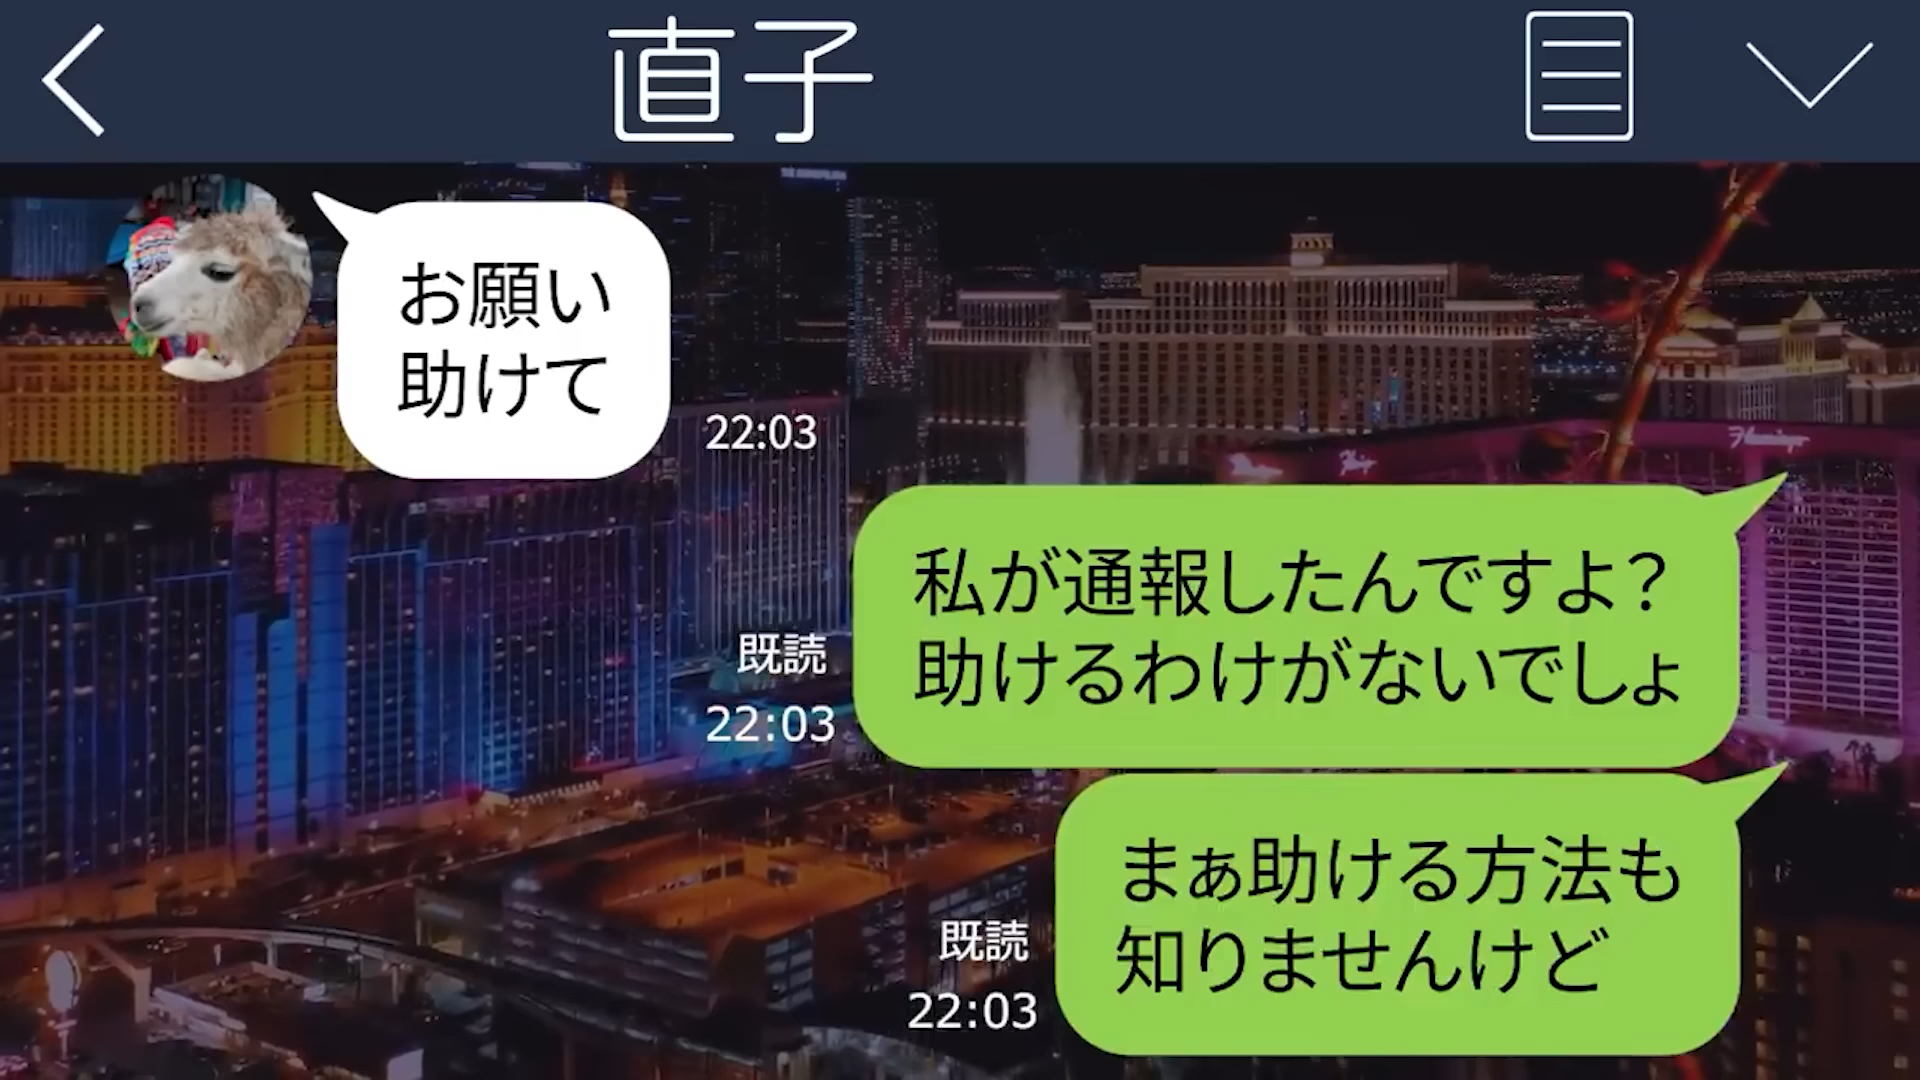 直子
お願い
助けて
22:03
私が通報したんですよ？
助けるわけがないでしょ
既読
22:03
まぁ助ける方法も
知りませんけど
既読
22:03
Flamingo